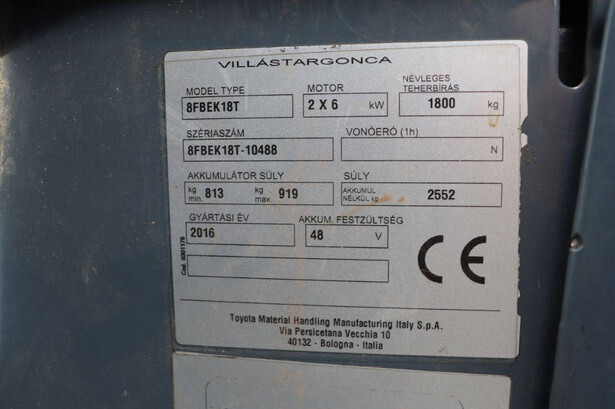 VILLÁSTARGONCA
MODEL TYPE MOTOR NÉVLEGES TEHERBÍRÁS
8FBEK18T 2 X 6 kW 1800 kg
SZÉRIASZÁM VONÓERŐ (1h)
8FBEK18T-10488 N
AKKUMULÁTOR SÚLY SÚLY
kg min. 813 kg max. 919 AKKUMUL NÉLKÜL kg 2552
GYÁRTÁSI ÉV AKKUM. FESTZÜLTSÉG
2016 48 V
CE
Toyota Material Handling Manufacturing Italy S.p.A.
Via Persicetana Vecchia 10
40132 - Bologna - Italia